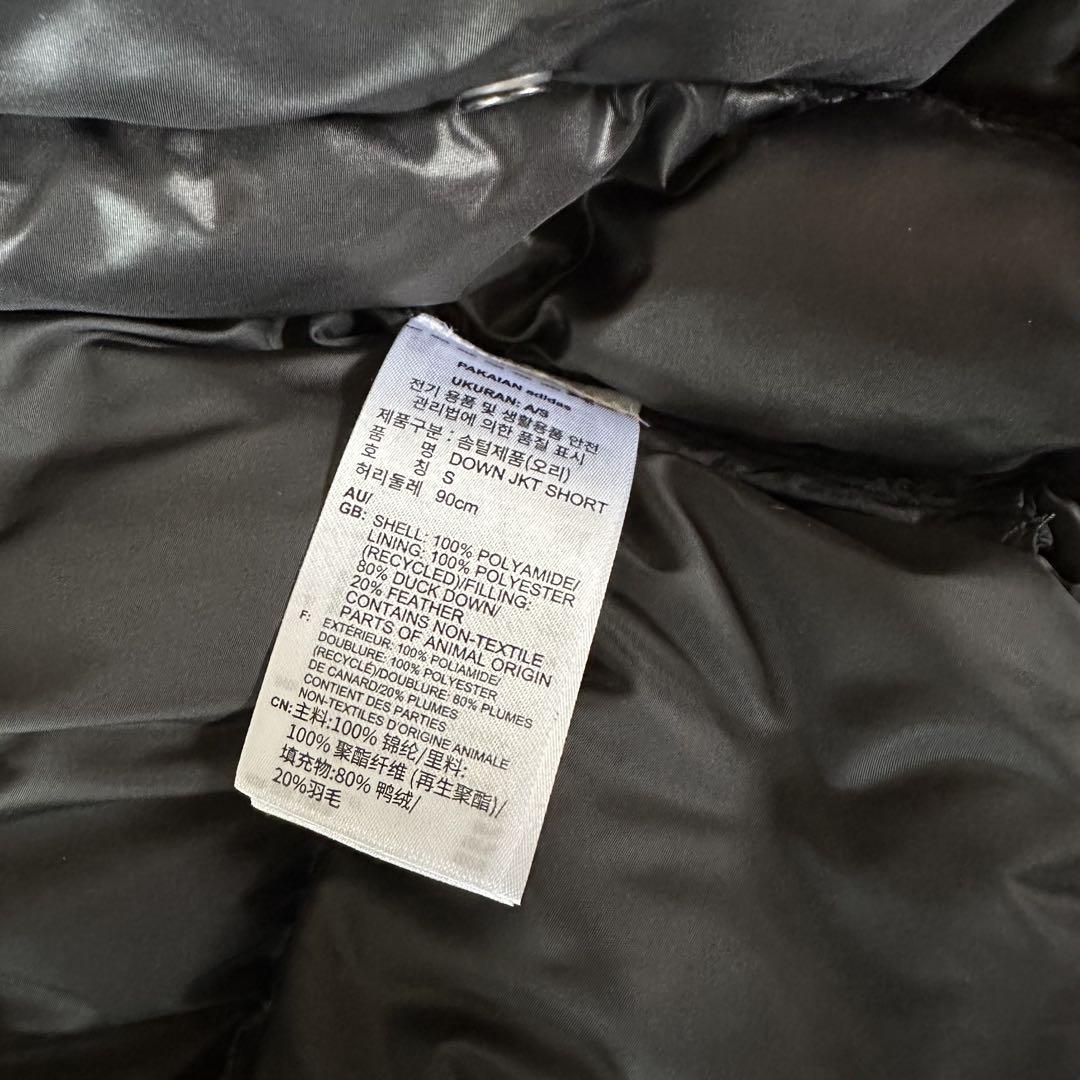 PAKAIAN adidas
UKURAN: A/S
전기 용품 및 생활용품 안전
관리법에 의한 품질 표시
제품구분 : 솜털제품(오리)
품 명 DOWN JKT SHORT
호 칭 S
허리둘레 90cm
AU/
GB: SHELL: 100% POLYAMIDE/
LINING: 100% POLYESTER
(RECYCLED)/FILLING:
80% DUCK DOWN/
20% FEATHER
CONTAINS NON-TEXTILE
PARTS OF ANIMAL ORIGIN
F: EXTÉRIEUR: 100% POLIAMIDE/
DOUBLURE: 100% POLYESTER
(RECYCLÉ)/DOUBLURE: 80% PLUMES
DE CANARD/20% PLUMES
CONTIENT DES PARTIES
NON-TEXTILES D'ORIGINE ANIMALE
CN: 主料:100% 锦纶/里料:
100% 聚酯纤维 (再生聚酯)/
填充物:80% 鸭绒/
20%羽毛